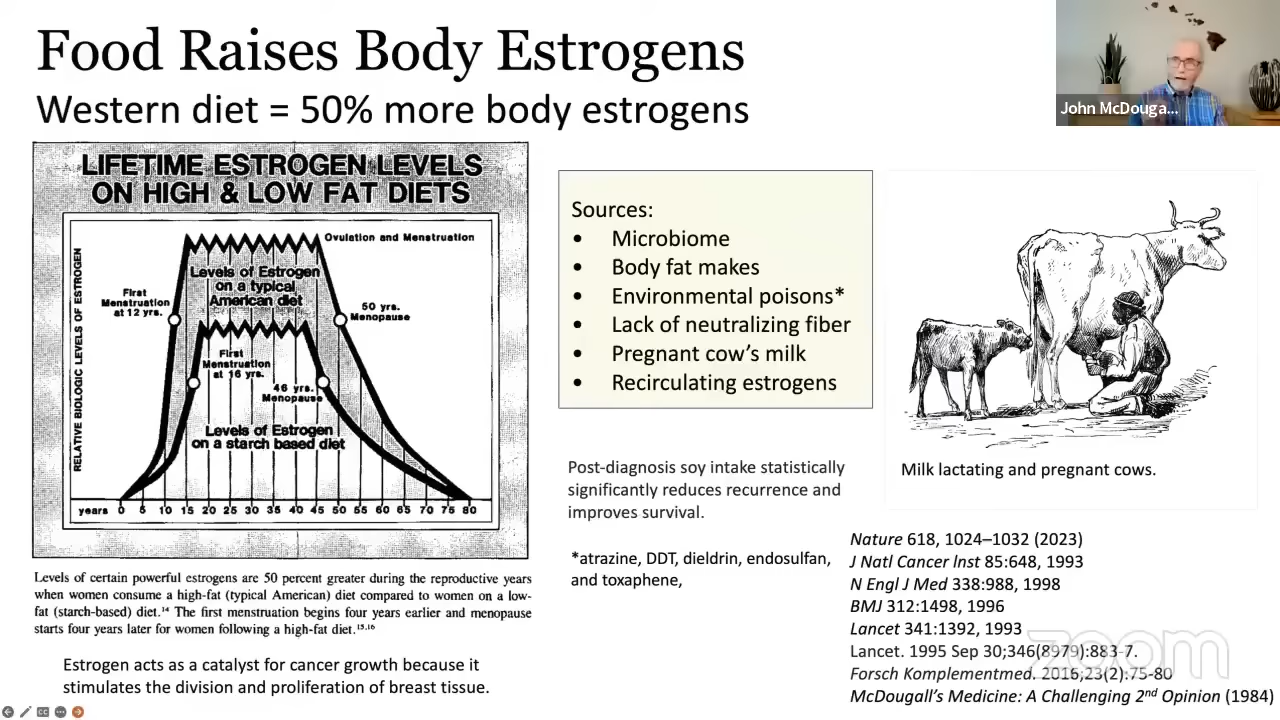 Food Raises Body Estrogens
Western diet = 50% more body estrogens
John McDouga...
LIFETIME ESTROGEN LEVELS
ON HIGH & LOW FAT DIETS
RELATIVE BIOLOGIC LEVELS OF ESTROGEN
Ovulation and Menstruation
Levels of Estrogen
on a typical
American diet
First
Menstruation
at 12 yrs.
50 yrs.
Menopause
First
Menstruation
at 16 yrs.
46 yrs.
Menopause
Levels of Estrogen
on a starch based diet
years 0 5 10 15 20 25 30 35 40 45 50 55 60 65 70 75 80
Levels of certain powerful estrogens are 50 percent greater during the reproductive years
when women consume a high-fat (typical American) diet compared to women on a low-
fat (starch-based) diet.¹⁴ The first menstruation begins four years earlier and menopause
starts four years later for women following a high-fat diet.¹⁵,¹⁶
Estrogen acts as a catalyst for cancer growth because it
stimulates the division and proliferation of breast tissue.
Sources:
• Microbiome
• Body fat makes
• Environmental poisons*
• Lack of neutralizing fiber
• Pregnant cow's milk
• Recirculating estrogens
Post-diagnosis soy intake statistically
significantly reduces recurrence and
improves survival.
*atrazine, DDT, dieldrin, endosulfan,
and toxaphene,
Milk lactating and pregnant cows.
Nature 618, 1024–1032 (2023)
J Natl Cancer Inst 85:648, 1993
N Engl J Med 338:988, 1998
BMJ 312:1498, 1996
Lancet 341:1392, 1993
Lancet. 1995 Sep 30;346(8979):883-7.
Forsch Komplementmed. 2016;23(2):75-80
McDougall's Medicine: A Challenging 2nd Opinion (1984)
zoom
CC